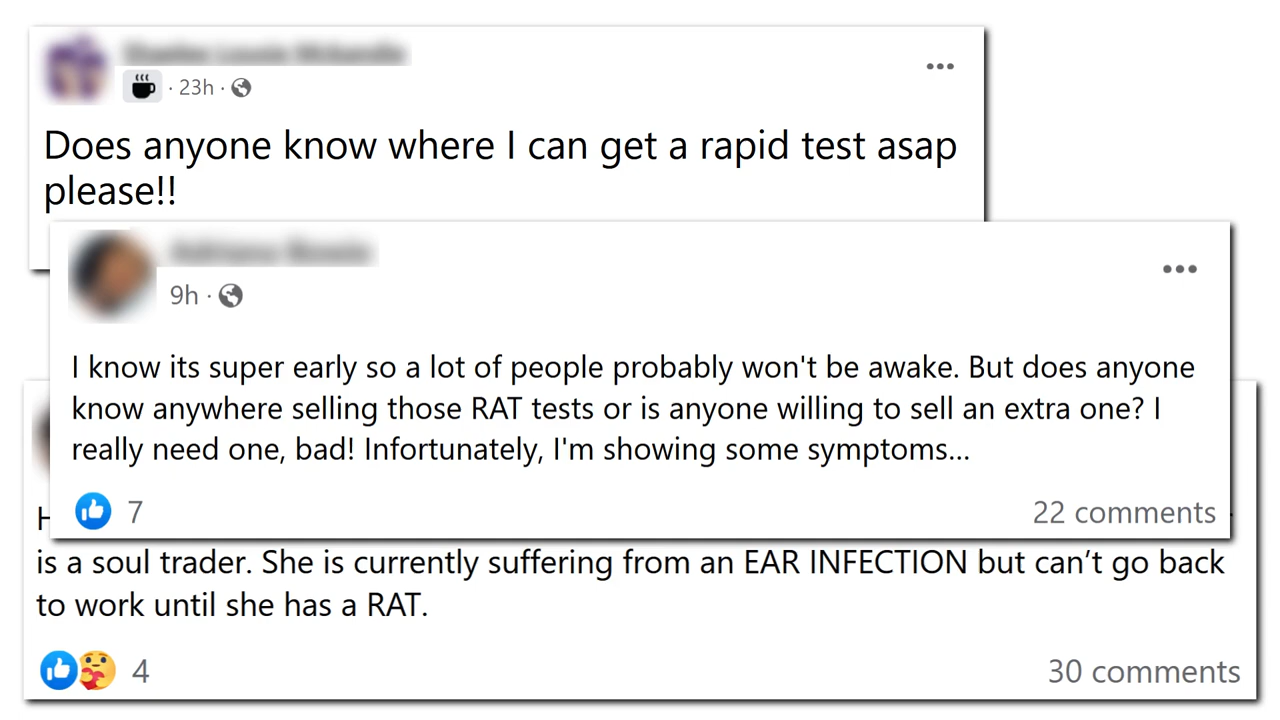 · 23h ·
Does anyone know where I can get a rapid test asap
please!!
9h ·
I know its super early so a lot of people probably won't be awake. But does anyone
know anywhere selling those RAT tests or is anyone willing to sell an extra one? I
really need one, bad! Infortunately, I'm showing some symptoms...
7
22 comments
is a soul trader. She is currently suffering from an EAR INFECTION but can’t go back
to work until she has a RAT.
4
30 comments